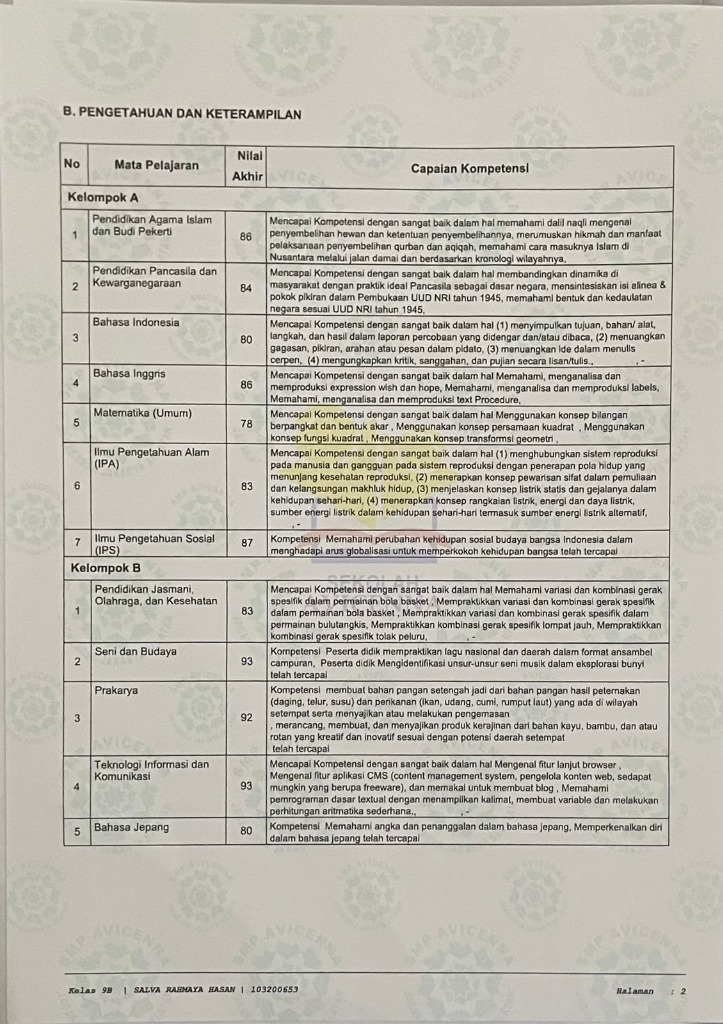 B. PENGETAHUAN DAN KETERAMPILAN
No Mata Pelajaran Nilai Akhir Capaian Kompetensi
Kelompok A
1 Pendidikan Agama Islam dan Budi Pekerti 86 Mencapai Kompetensi dengan sangat baik dalam hal memahami dalil naqli mengenai
penyembelihan hewan dan ketentuan penyembelihannya, merumuskan hikmah dan manfaat
pelaksanaan penyembelihan qurban dan aqiqah, memahami cara masuknya Islam di
Nusantara melalui jalan damai dan berdasarkan kronologi wilayahnya,
2 Pendidikan Pancasila dan Kewarganegaraan 84 Mencapai Kompetensi dengan sangat baik dalam hal membandingkan dinamika di
masyarakat dengan praktik ideal Pancasila sebagai dasar negara, mensintesiskan isi alinea &
pokok pikiran dalam Pembukaan UUD NRI tahun 1945, memahami bentuk dan kedaulatan
negara sesuai UUD NRI tahun 1945,
3 Bahasa Indonesia 80 Mencapai Kompetensi dengan sangat baik dalam hal (1) menyimpulkan tujuan, bahan/ alat,
langkah, dan hasil dalam laporan percobaan yang didengar dan/atau dibaca, (2) menuangkan
gagasan, pikiran, arahan atau pesan dalam pidato, (3) menuangkan ide dalam menulis
cerpen, (4) mengungkapkan kritik, sanggahan, dan pujian secara lisan/tulis., , -
4 Bahasa Inggris 86 Mencapai Kompetensi dengan sangat baik dalam hal Memahami, menganalisa dan
memproduksi expression wish dan hope, Memahami, menganalisa dan memproduksi labels,
Memahami, menganalisa dan memproduksi text Procedure,
5 Matematika (Umum) 78 Mencapai Kompetensi dengan sangat baik dalam hal Menggunakan konsep bilangan
berpangkat dan bentuk akar , Menggunakan konsep persamaan kuadrat , Menggunakan
konsep fungsi kuadrat , Menggunakan konsep transformsi geometri ,
6 Ilmu Pengetahuan Alam (IPA) 83 Mencapai Kompetensi dengan sangat baik dalam hal (1) menghubungkan sistem reproduksi
pada manusia dan gangguan pada sistem reproduksi dengan penerapan pola hidup yang
menunjang kesehatan reproduksi, (2) menerapkan konsep pewarisan sifat dalam pemuliaan
dan kelangsungan makhluk hidup, (3) menjelaskan konsep listrik statis dan gejalanya dalam
kehidupan sehari-hari, (4) menerapkan konsep rangkaian listrik, energi dan daya listrik,
sumber energi listrik dalam kehidupan sehari-hari termasuk sumber energi listrik alternatif,
, -
7 Ilmu Pengetahuan Sosial (IPS) 87 Kompetensi Memahami perubahan kehidupan sosial budaya bangsa Indonesia dalam
menghadapi arus globalisasi untuk memperkokoh kehidupan bangsa telah tercapai
Kelompok B
1 Pendidikan Jasmani, Olahraga, dan Kesehatan 83 Mencapai Kompetensi dengan sangat baik dalam hal Memahami variasi dan kombinasi gerak
spesifik dalam permainan bola basket , Mempraktikkan variasi dan kombinasi gerak spesifik
dalam permainan bola basket , Mempraktikkan variasi dan kombinasi gerak spesifik dalam
permainan bulutangkis, Mempraktikkan kombinasi gerak spesifik lompat jauh, Mempraktikkan
kombinasi gerak spesifik tolak peluru, , -
2 Seni dan Budaya 93 Kompetensi Peserta didik mempraktikan lagu nasional dan daerah dalam format ansambel
campuran, Peserta didik Mengidentifikasi unsur-unsur seni musik dalam eksplorasi bunyi
telah tercapai
3 Prakarya 92 Kompetensi membuat bahan pangan setengah jadi dari bahan pangan hasil peternakan
(daging, telur, susu) dan perikanan (ikan, udang, cumi, rumput laut) yang ada di wilayah
setempat serta menyajikan atau melakukan pengemasan
, merancang, membuat, dan menyajikan produk kerajinan dari bahan kayu, bambu, dan atau
rotan yang kreatif dan inovatif sesuai dengan potensi daerah setempat
telah tercapai
4 Teknologi Informasi dan Komunikasi 93 Mencapai Kompetensi dengan sangat baik dalam hal Mengenal fitur lanjut browser ,
Mengenal fitur aplikasi CMS (content management system, pengelola konten web, sedapat
mungkin yang berupa freeware), dan memakai untuk membuat blog , Memahami
pemrograman dasar textual dengan menampilkan kalimat, membuat variable dan melakukan
perhitungan aritmatika sederhana., , -
5 Bahasa Jepang 80 Kompetensi Memahami angka dan penanggalan dalam bahasa jepang, Memperkenalkan diri
dalam bahasa jepang telah tercapai
SEKOLAH
SMP AVICENNA
Kelas 9B | SALVA RAHMAYA HASAN | 103200653 Halaman : 2